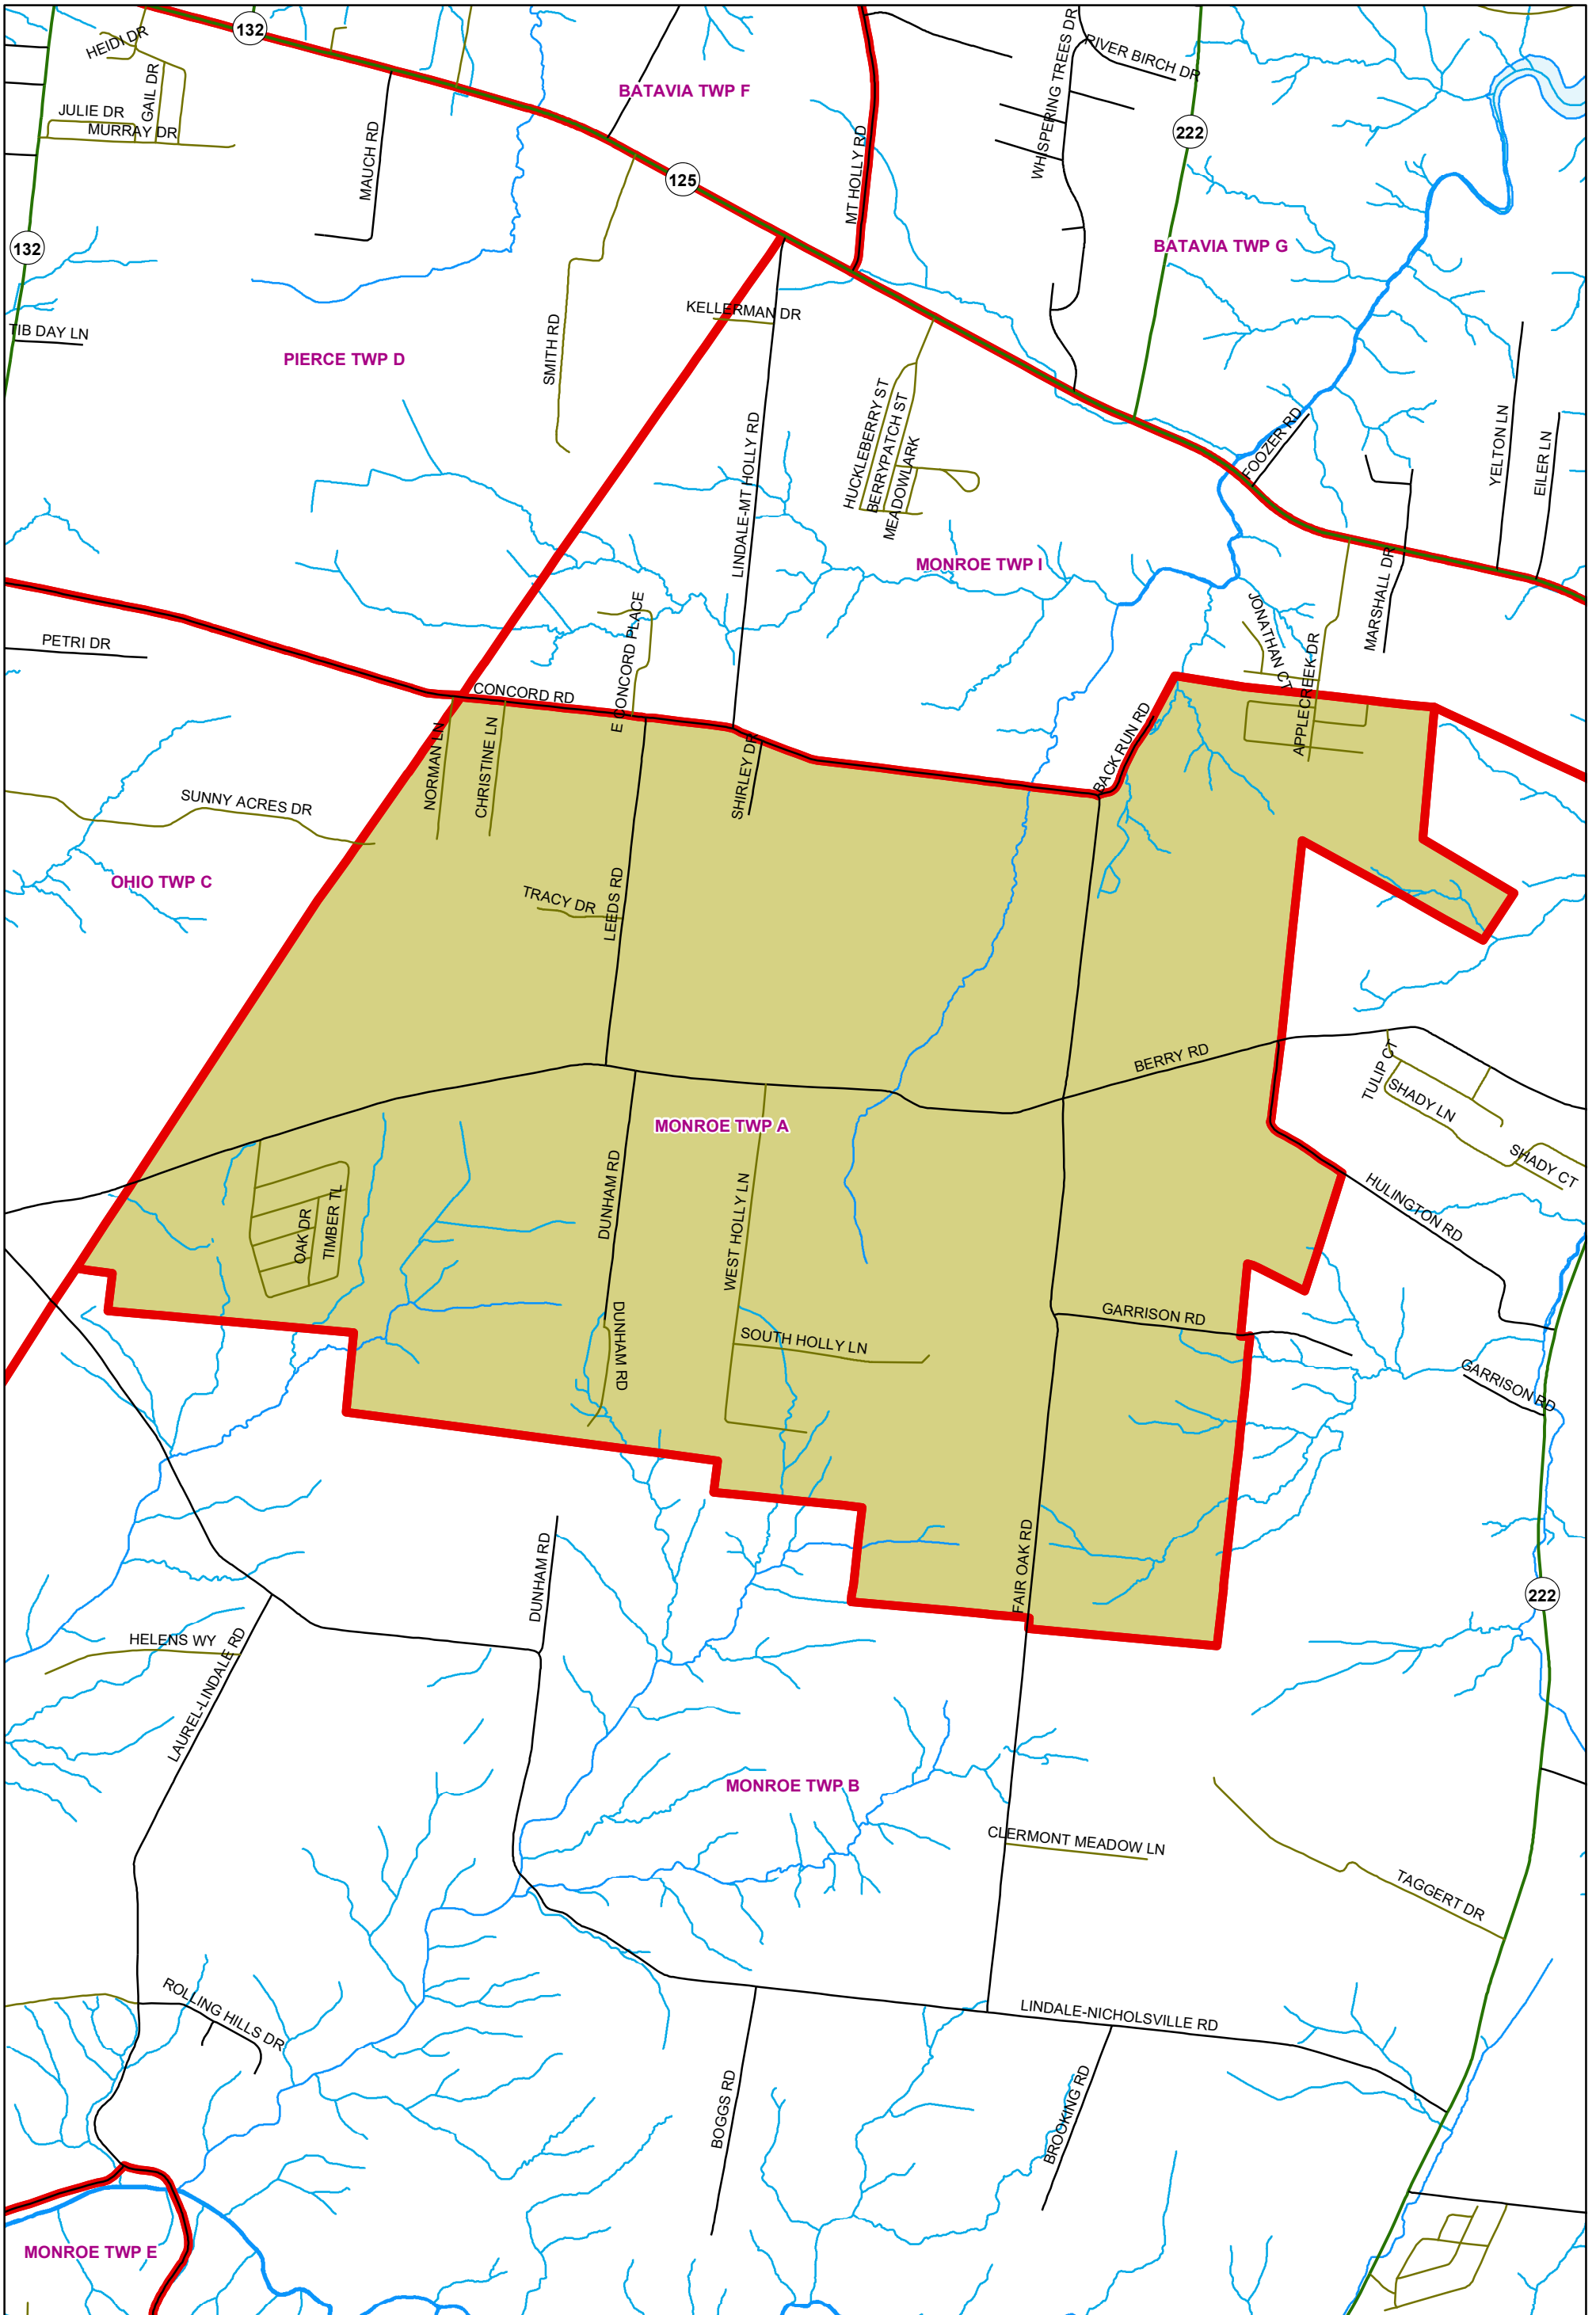 132
HEIDI DR
GAIL DR
JULIE DR
MURRAY DR
MAUCH RD
BATAVIA TWP F
125
MT HOLLY RD
WHISPERING TREES DR
RIVER BIRCH DR
222
BATAVIA TWP G
132
TIB DAY LN
PIERCE TWP D
SMITH RD
KELLERMAN DR
LINDALE-MT HOLLY RD
HUCKLEBERRY ST
BERRYPATCH ST
MEADOWLARK
FOOZER RD
YELTON LN
EILER LN
MONROE TWP I
JONATHAN CT
APPLECREEK DR
MARSHALL DR
PETRI DR
CONCORD RD
E CONCORD PLACE
NORMAN LN
CHRISTINE LN
SHIRLEY DR
BACK RUN RD
SUNNY ACRES DR
OHIO TWP C
TRACY DR
LEEDS RD
BERRY RD
TULIP CT
SHADY LN
SHADY CT
MONROE TWP A
DUNHAM RD
WEST HOLLY LN
OAK DR
TIMBER TL
HULINGTON RD
GARRISON RD
DUNHAM RD
SOUTH HOLLY LN
GARRISON RD
FAIR OAK RD
DUNHAM RD
222
HELENS WY
LAUREL-LINDALE RD
MONROE TWP B
CLERMONT MEADOW LN
TAGGERT DR
ROLLING HILLS DR
LINDALE-NICHOLSVILLE RD
BOGGS RD
BROOKING RD
MONROE TWP E